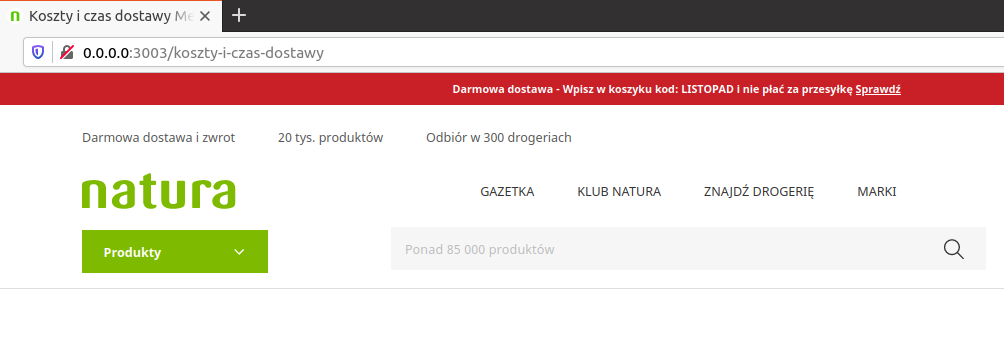 Koszty i czas dostawy Me
0.0.0.0:3003/koszty-i-czas-dostawy
Darmowa dostawa - Wpisz w koszyku kod: LISTOPAD i nie płać za przesyłkę Sprawdź
Darmowa dostawa i zwrot 20 tys. produktów Odbiór w 300 drogeriach
natura
GAZETKA KLUB NATURA ZNAJDŹ DROGERIĘ MARKI
Produkty
Ponad 85 000 produktów